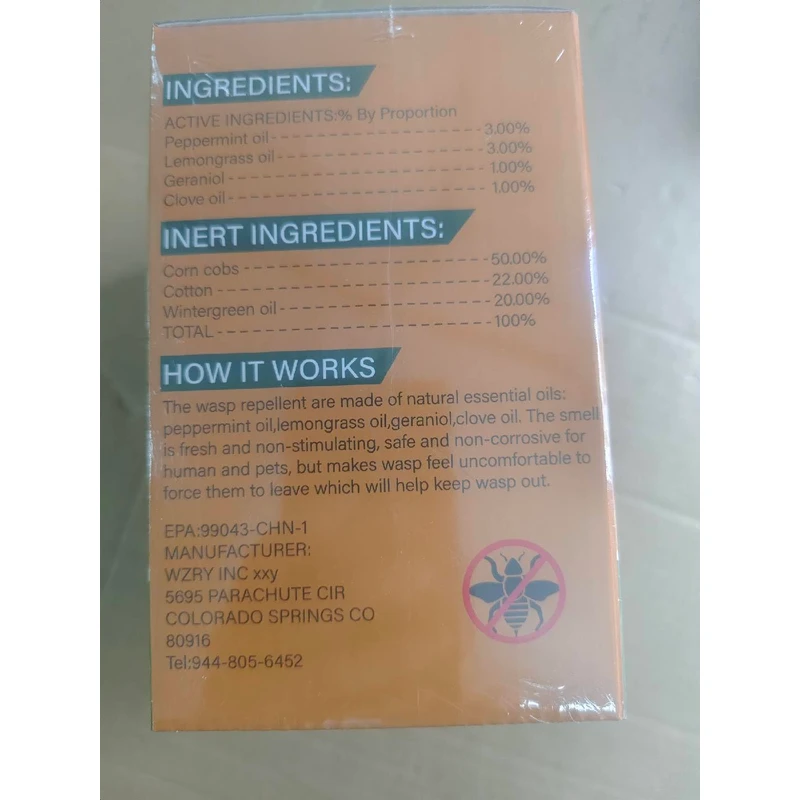 INGREDIENTS:
ACTIVE INGREDIENTS:% By Proportion
Peppermint oil 3.00%
Lemongrass oil 3.00%
Geraniol 1.00%
Clove oil 1.00%
INERT INGREDIENTS:
Corn cobs 50.00%
Cotton 22.00%
Wintergreen oil 20.00%
TOTAL 100%
HOW IT WORKS
The wasp repellent are made of natural essential oils:
peppermint oil,lemongrass oil,geraniol,clove oil. The smell
is fresh and non-stimulating, safe and non-corrosive for
human and pets, but makes wasp feel uncomfortable to
force them to leave which will help keep wasp out.
EPA:99043-CHN-1
MANUFACTURER:
WZRY INC xxy
5695 PARACHUTE CIR
COLORADO SPRINGS CO
80916
Tel:944-805-6452